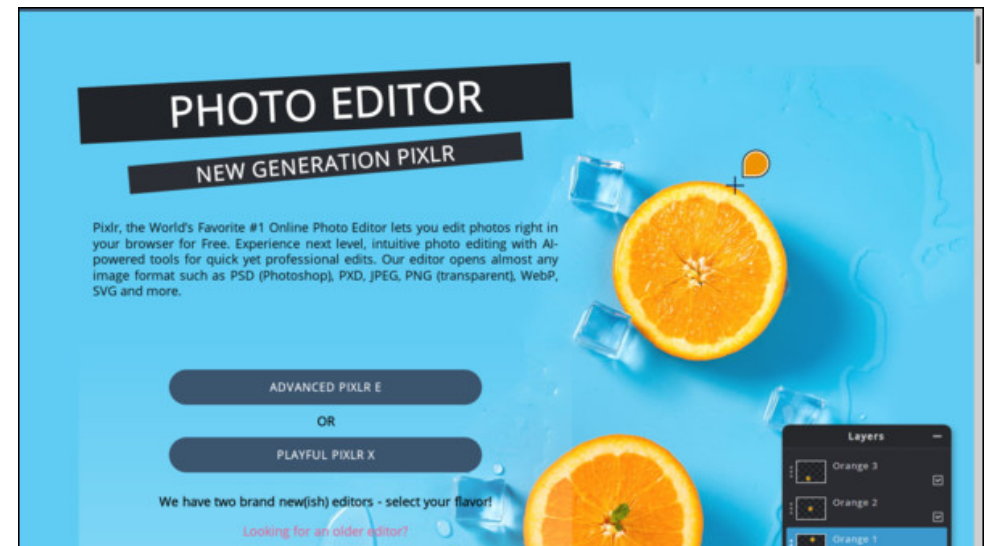 PHOTO EDITOR
NEW GENERATION PIXLR
Pixlr, the World's Favorite #1 Online Photo Editor lets you edit photos right in
your browser for Free. Experience next level, intuitive photo editing with AI-
powered tools for quick yet professional edits. Our editor opens almost any
image format such as PSD (Photoshop), PXD, JPEG, PNG (transparent), WebP,
SVG and more.
ADVANCED PIXLR E
OR
PLAYFUL PIXLR X
We have two brand new(ish) editors - select your flavor!
Looking for an older editor?
Layers
Orange 3
Orange 2
Orange 1